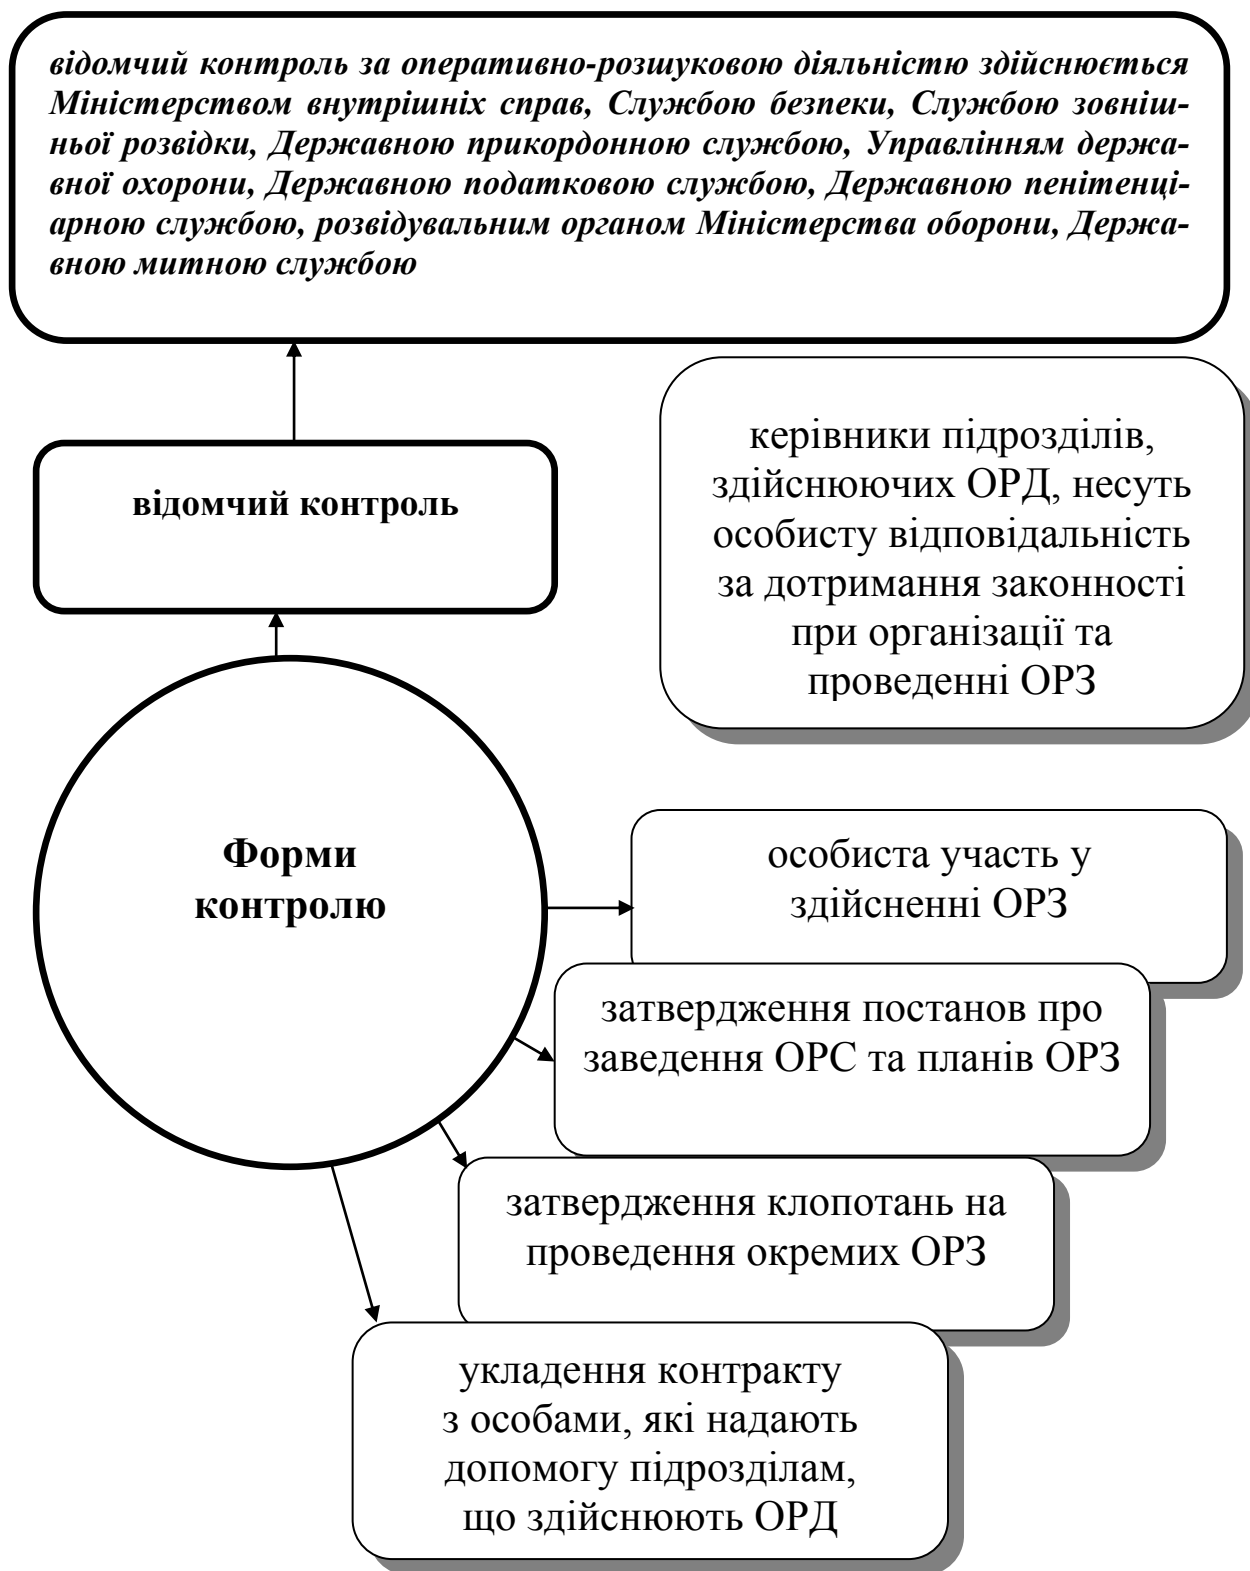 відомчий контроль за оперативно-розшуковою діяльністю здійснюється
Міністерством внутрішніх справ, Службою безпеки, Службою зовніш-
ньої розвідки, Державною прикордонною службою, Управлінням держа-
вної охорони, Державною податковою службою, Державною пенітенці-
арною службою, розвідувальним органом Міністерства оборони, Держа-
вною митною службою
керівники підрозділів,
здійснюючих ОРД, несуть
особисту відповідальність
за дотримання законності
при організації та
проведенні ОРЗ
відомчий контроль
Форми
контролю
особиста участь у
здійсненні ОРЗ
затвердження постанов про
заведення ОРС та планів ОРЗ
затвердження клопотань на
проведення окремих ОРЗ
укладення контракту
з особами, які надають
допомогу підрозділам,
що здійснюють ОРД